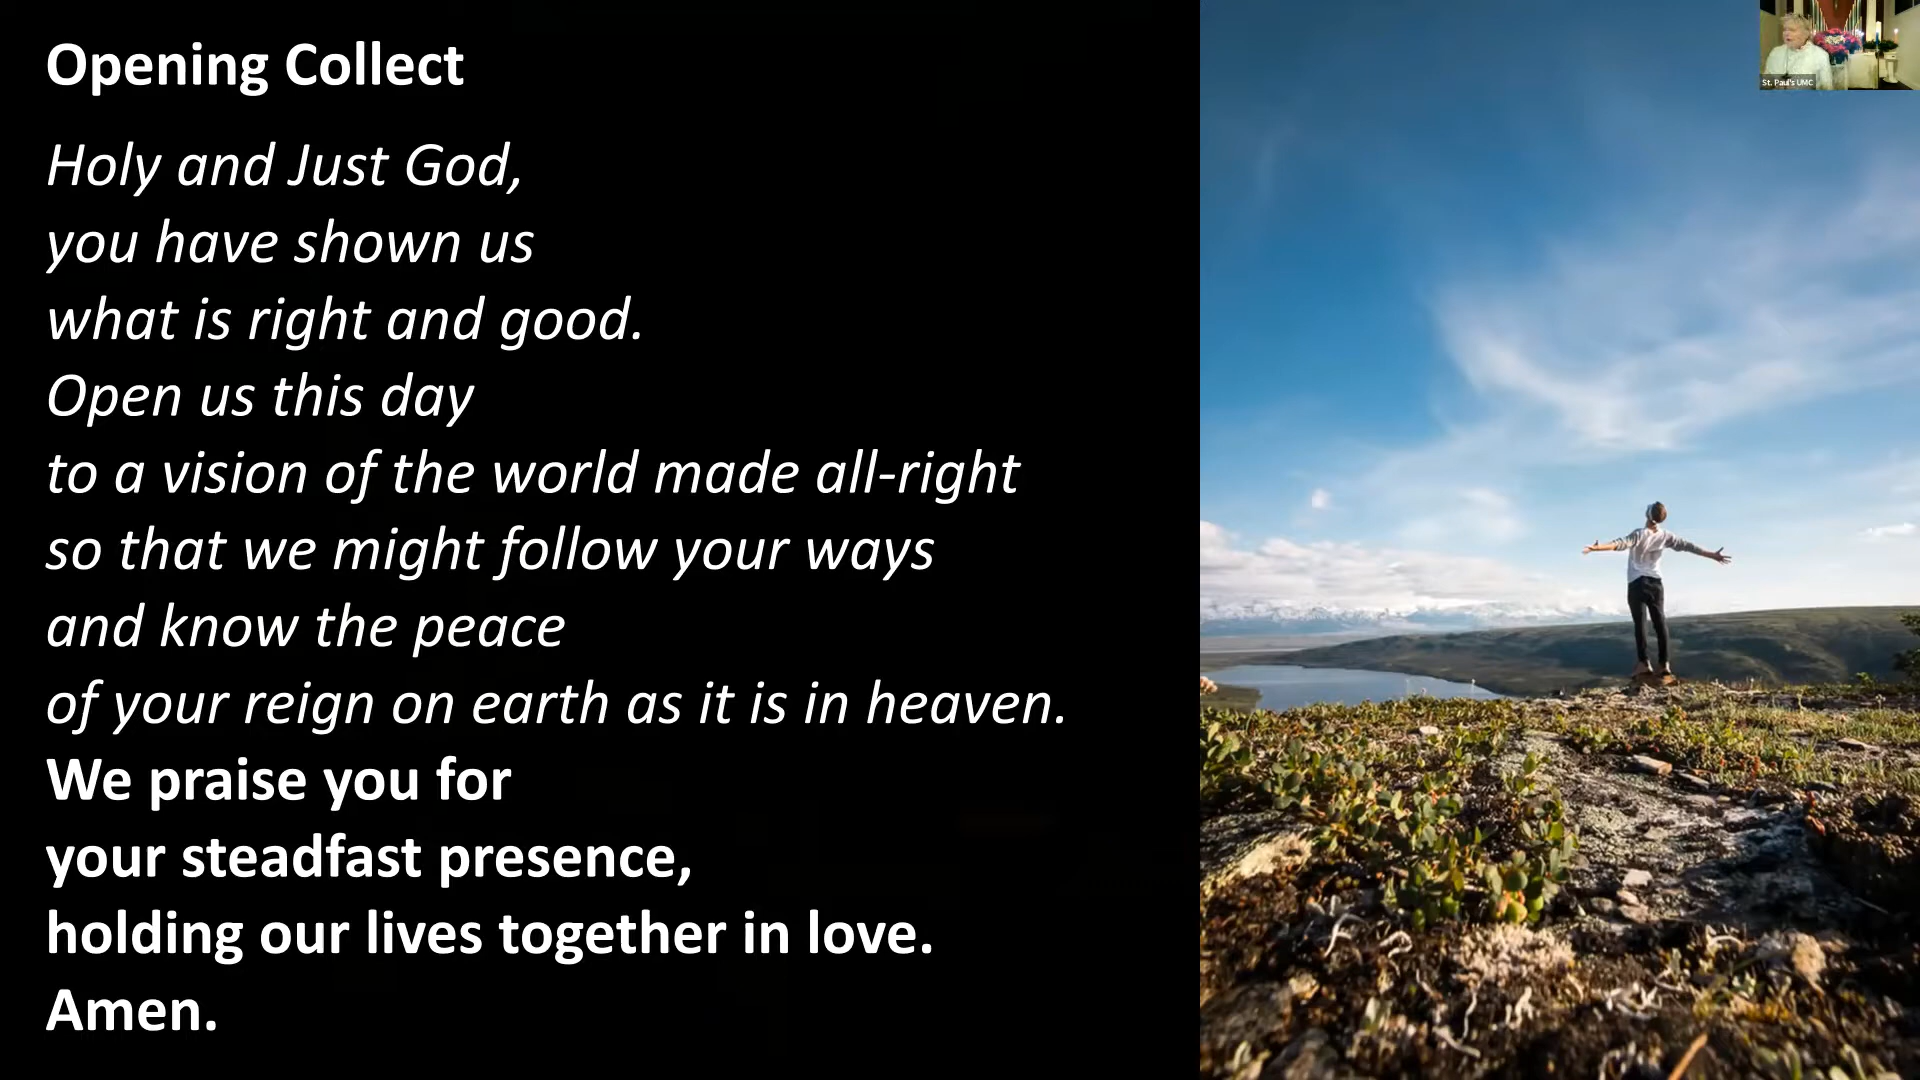 Opening Collect
Holy and Just God,
you have shown us
what is right and good.
Open us this day
to a vision of the world made all-right
so that we might follow your ways
and know the peace
of your reign on earth as it is in heaven.
We praise you for
your steadfast presence,
holding our lives together in love.
Amen.
St. Paul's UMC